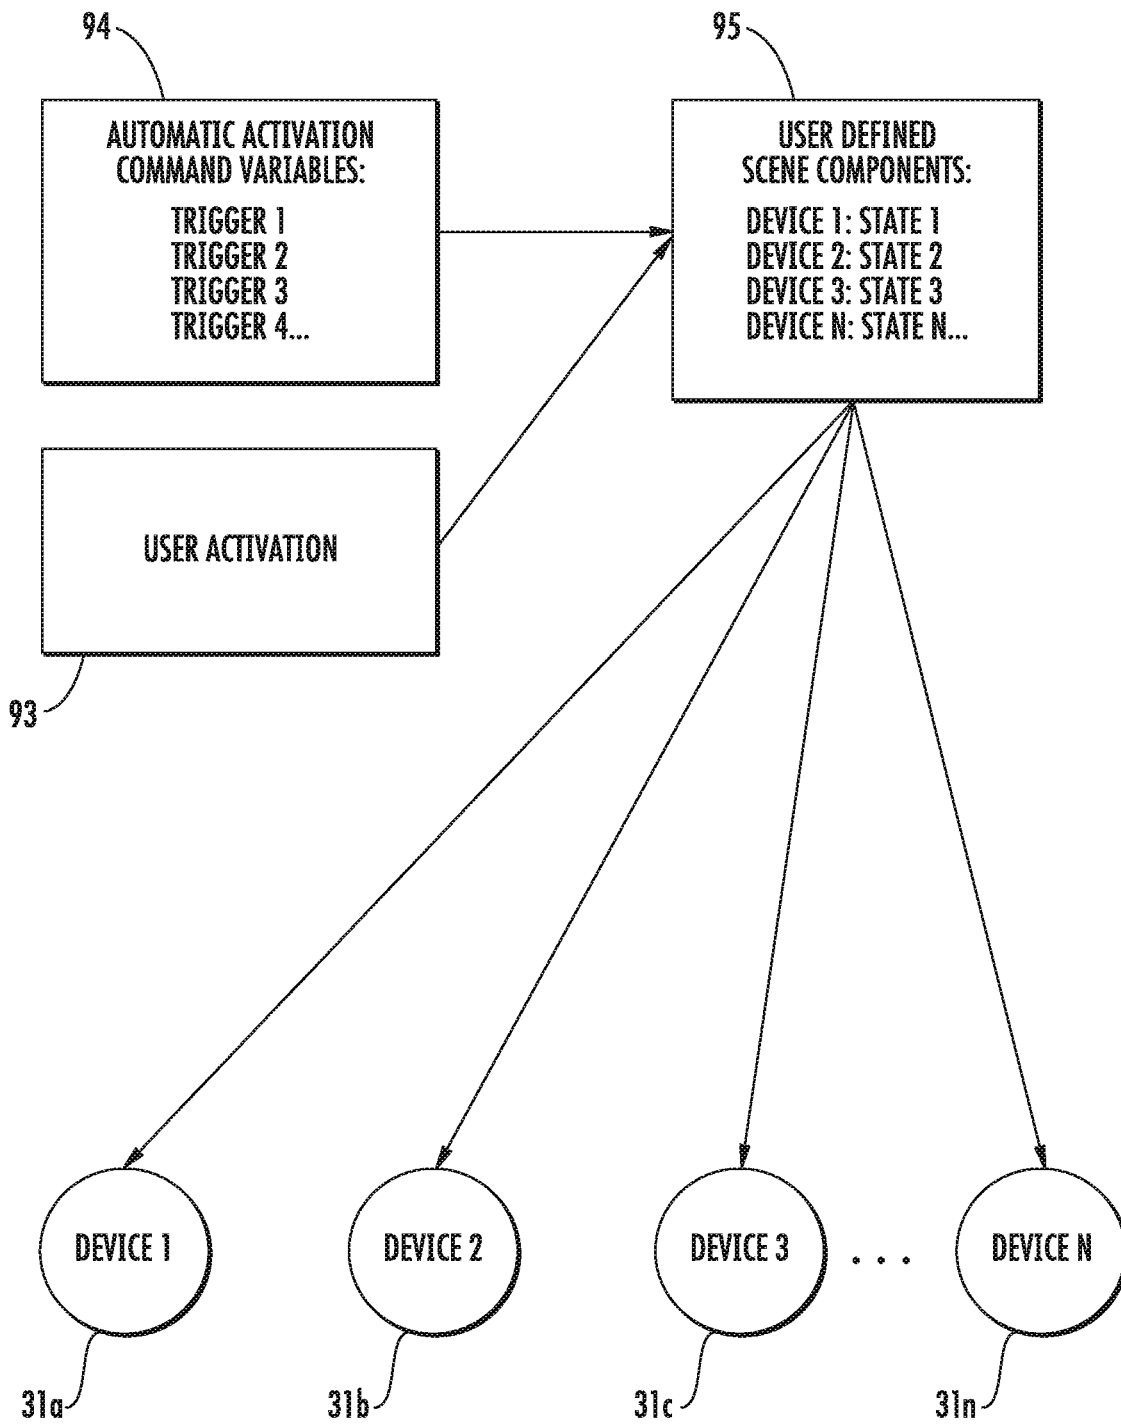 94
95
AUTOMATIC ACTIVATION
COMMAND VARIABLES:
TRIGGER 1
TRIGGER 2
TRIGGER 3
TRIGGER 4...
USER DEFINED
SCENE COMPONENTS:
DEVICE 1: STATE 1
DEVICE 2: STATE 2
DEVICE 3: STATE 3
DEVICE N: STATE N...
USER ACTIVATION
93
DEVICE 1
DEVICE 2
DEVICE 3
. . .
DEVICE N
31a
31b
31c
31n